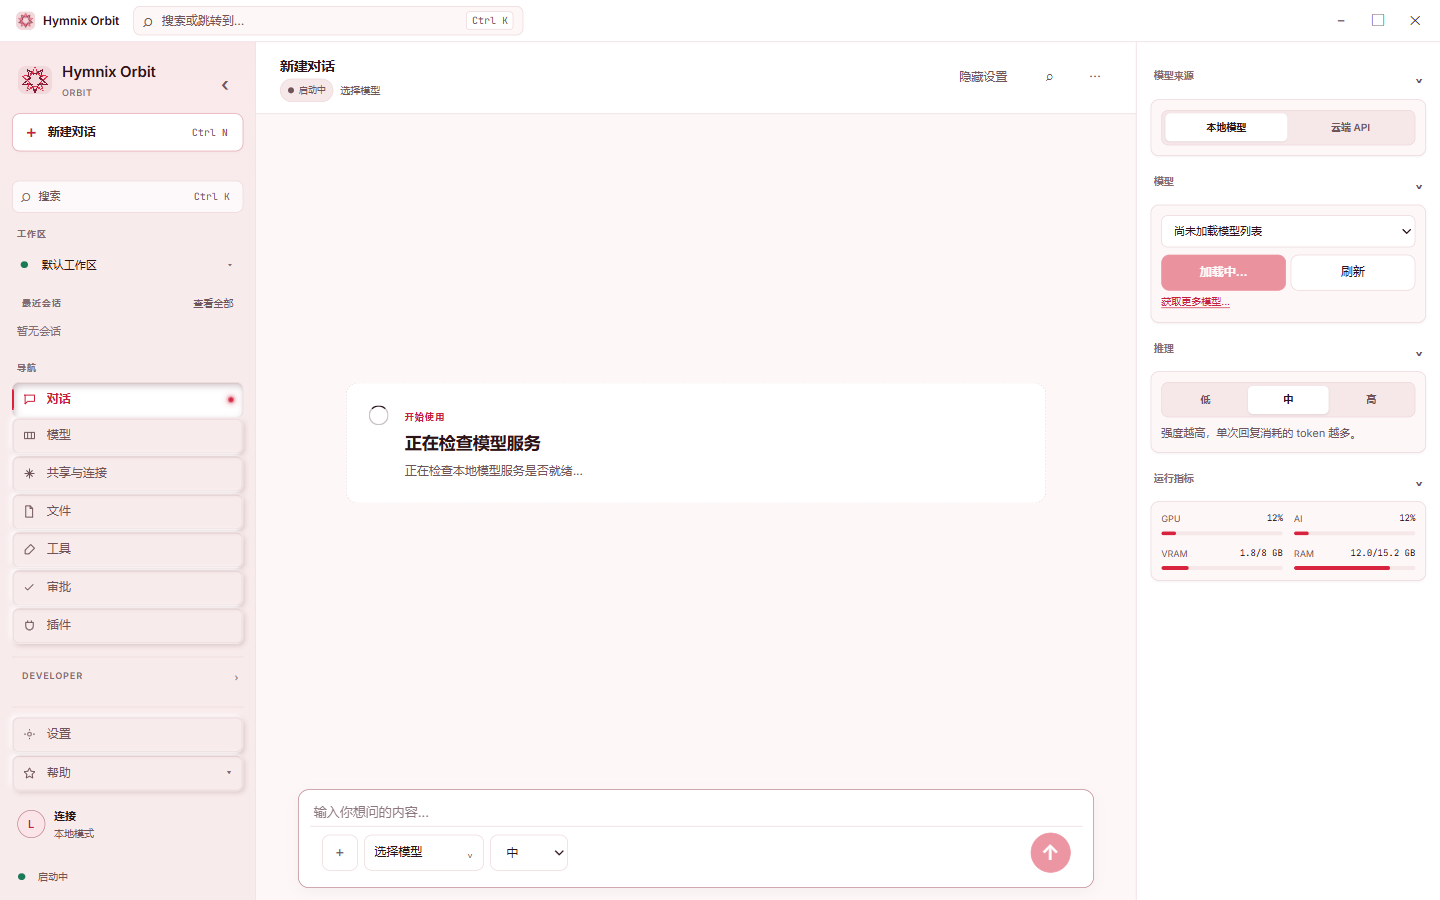 Hymnix Orbit
搜索或跳转到...
Ctrl K
Hymnix Orbit
ORBIT
新建对话
Ctrl N
搜索
Ctrl K
工作区
默认工作区
最近会话
查看全部
暂无会话
导航
对话
模型
共享与连接
文件
工具
审批
插件
DEVELOPER
设置
帮助
L
连接
本地模式
启动中
新建对话
启动中
选择模型
隐藏设置
开始使用
正在检查模型服务
正在检查本地模型服务是否就绪...
输入你想问的内容...
+
选择模型
中
模型来源
本地模型
云端 API
模型
尚未加载模型列表
加载中...
刷新
获取更多模型...
推理
低
中
高
强度越高，单次回复消耗的 token 越多。
运行指标
GPU 12%
AI 12%
VRAM 1.8/8 GB
RAM 12.0/15.2 GB